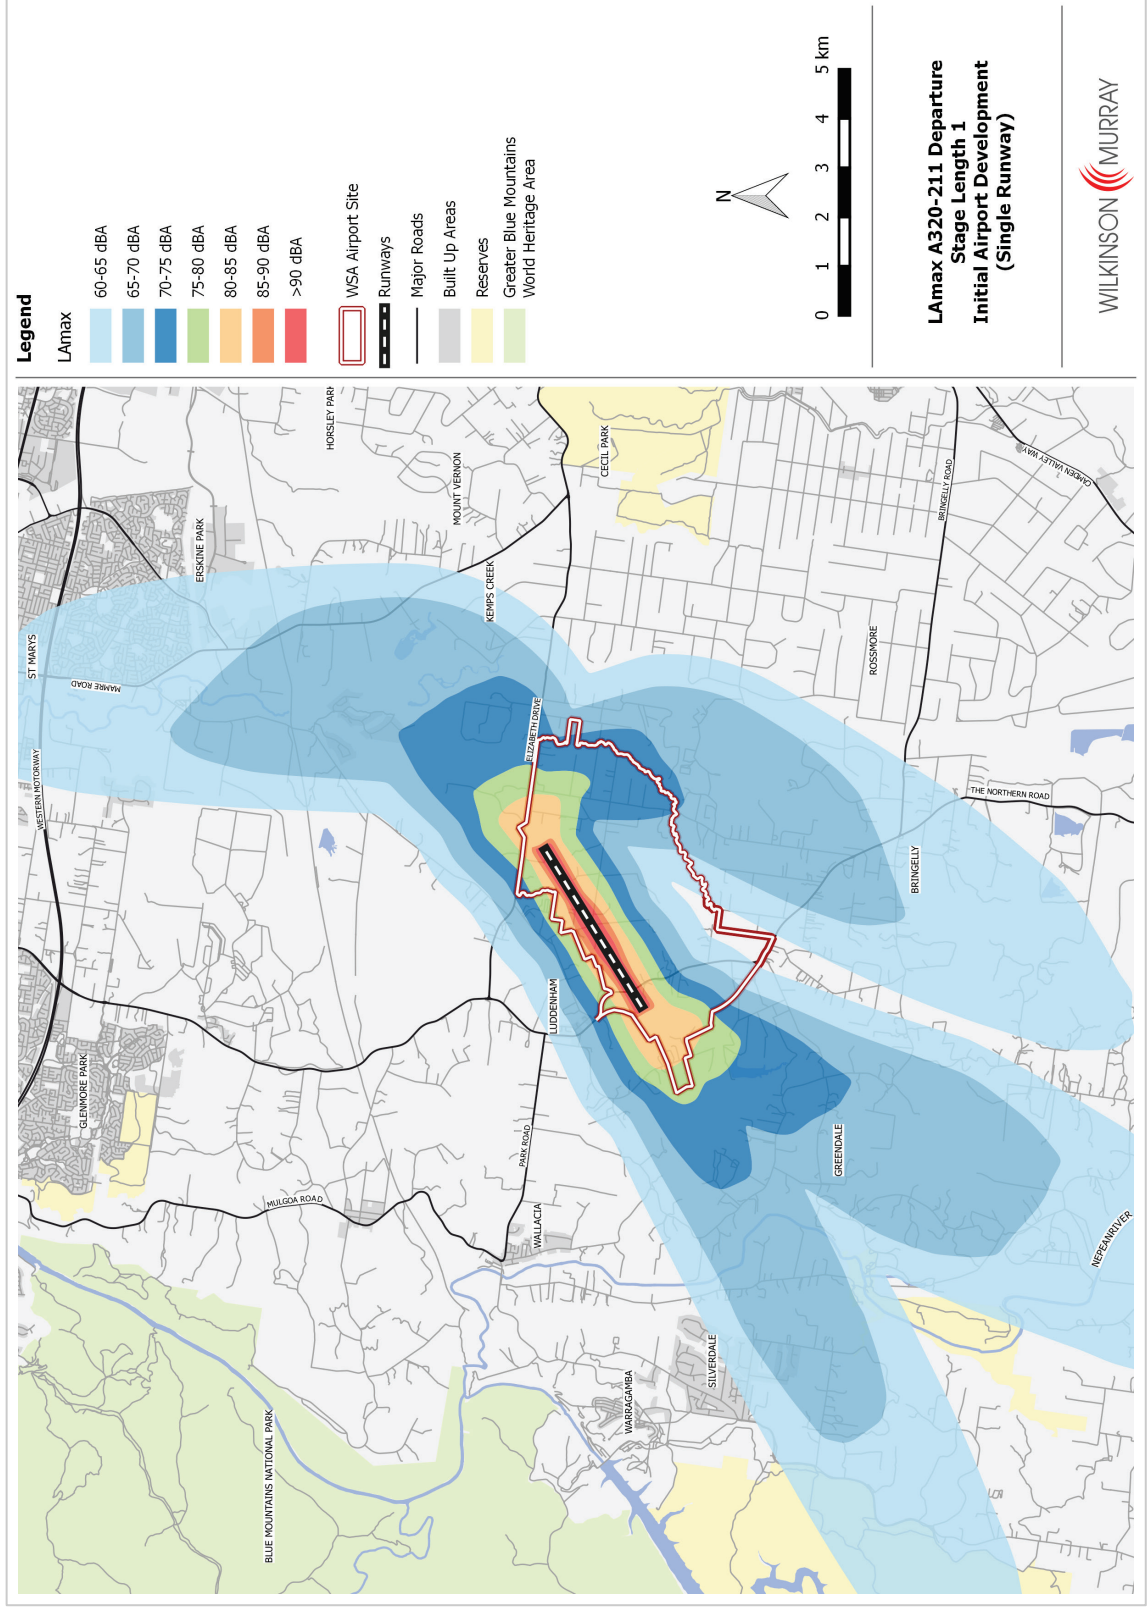 Legend
LAmax
60-65 dBA
65-70 dBA
70-75 dBA
75-80 dBA
80-85 dBA
85-90 dBA
>90 dBA
WSA Airport Site
Runways
Major Roads
Built Up Areas
Reserves
Greater Blue Mountains
World Heritage Area
N
0 1 2 3 4 5 km
LAmax A320-211 Departure
Stage Length 1
Initial Airport Development
(Single Runway)
WILKINSON MURRAY
ST MARYS
MAMRE ROAD
WESTERN MOTORWAY
ERSKINE PARK
HORSLEY PARK
MOUNT VERNON
KEMPS CREEK
CECIL PARK
ELIZABETH DRIVE
LUDDENHAM
GLENMORE PARK
MULGOA ROAD
PARK ROAD
WALLACIA
BLUE MOUNTAINS NATIONAL PARK
WARRAGAMBA
SILVERDALE
GREENDALE
NEPEANRIVER
BRINGELLY
THE NORTHERN ROAD
ROSSMORE
BRINGELLY ROAD
CAMDEN VALLEY WAY